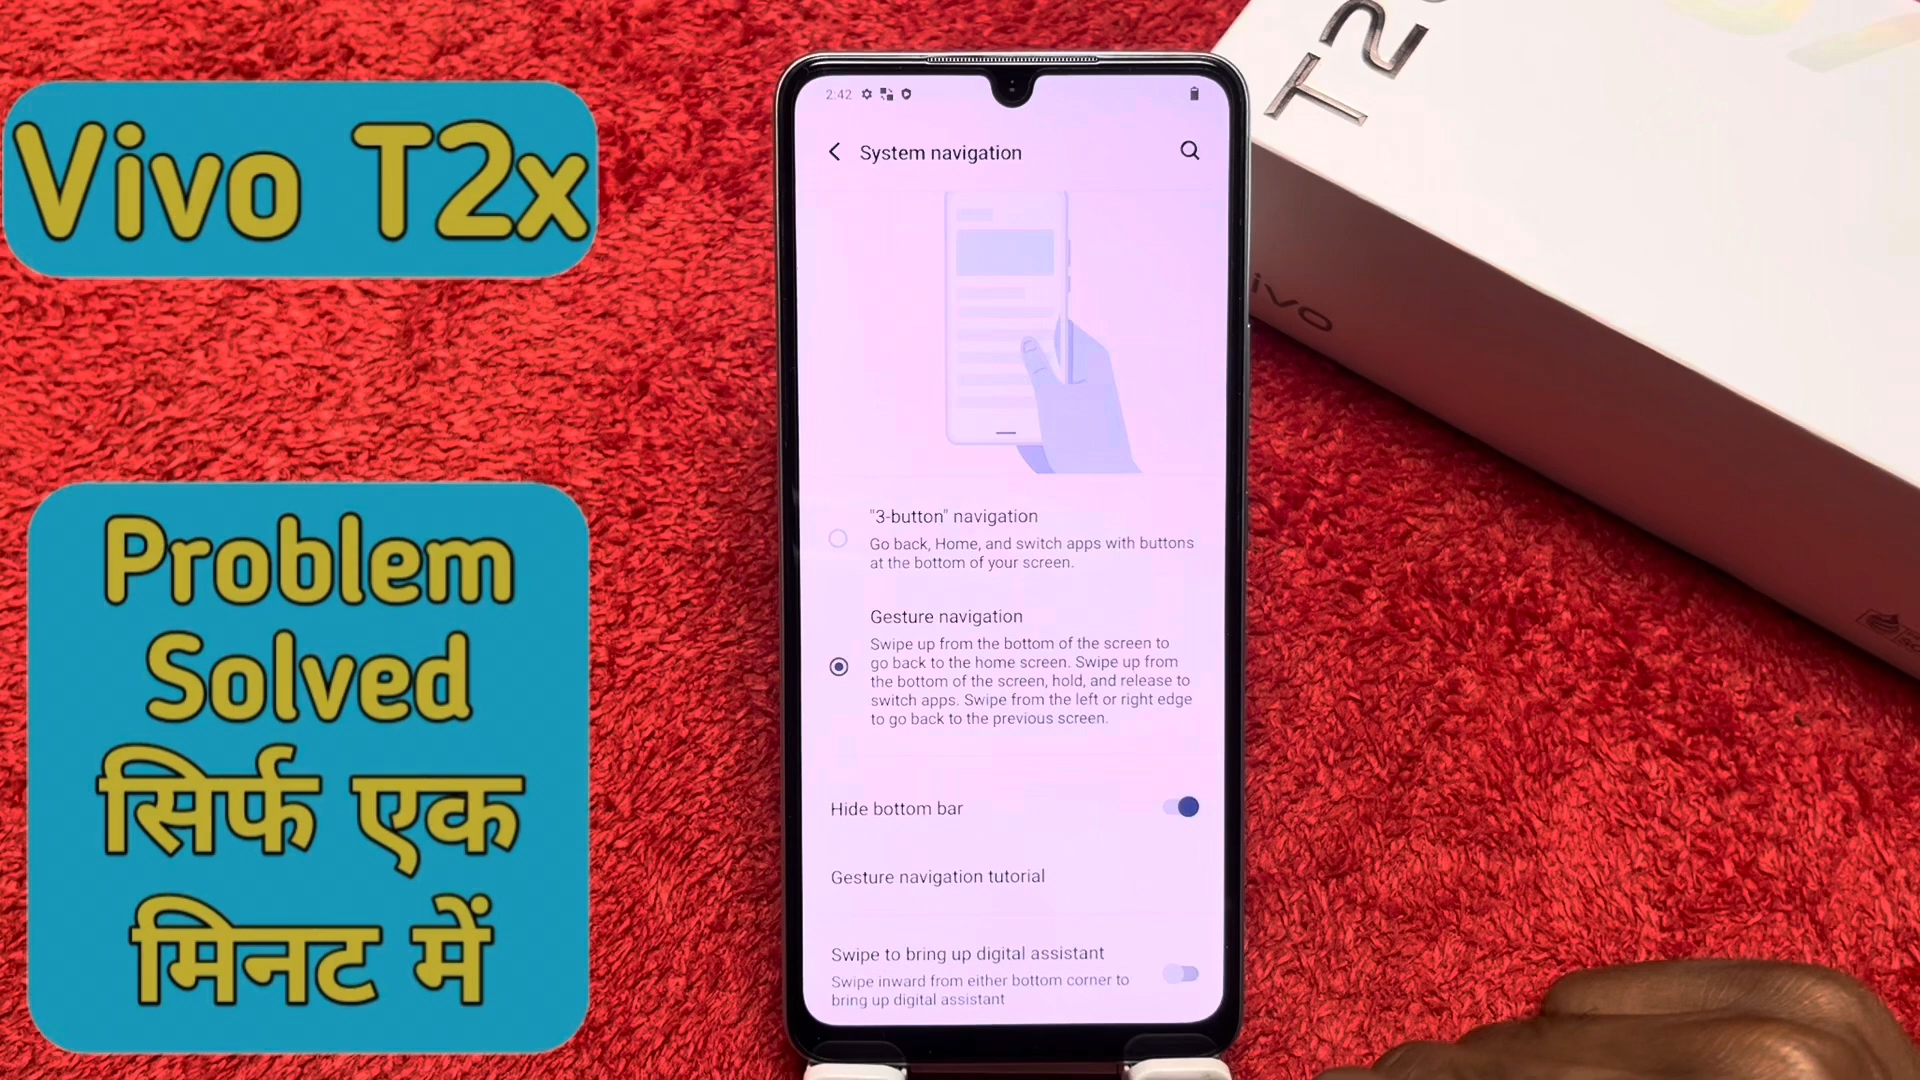 Vivo T2x
Problem
Solved
सिर्फ एक
मिनट में
2:42
System navigation
"3-button" navigation
Go back, Home, and switch apps with buttons
at the bottom of your screen.
Gesture navigation
Swipe up from the bottom of the screen to
go back to the home screen. Swipe up from
the bottom of the screen, hold, and release to
switch apps. Swipe from the left or right edge
to go back to the previous screen.
Hide bottom bar
Gesture navigation tutorial
Swipe to bring up digital assistant
Swipe inward from either bottom corner to
bring up digital assistant
T2
vivo